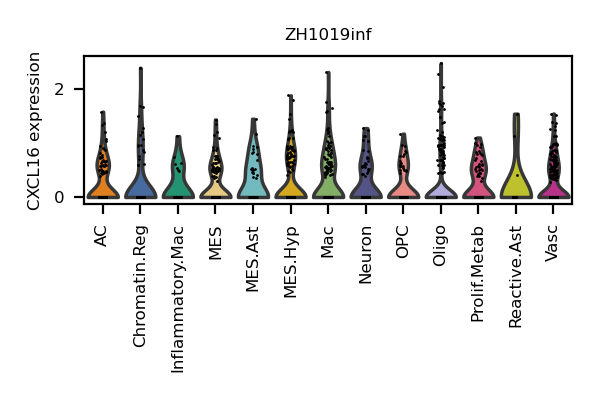 ZH1019inf
CXCL16 expression
2
0
AC
Chromatin.Reg
Inflammatory.Mac
MES
MES.Ast
MES.Hyp
Mac
Neuron
OPC
Oligo
Prolif.Metab
Reactive.Ast
Vasc